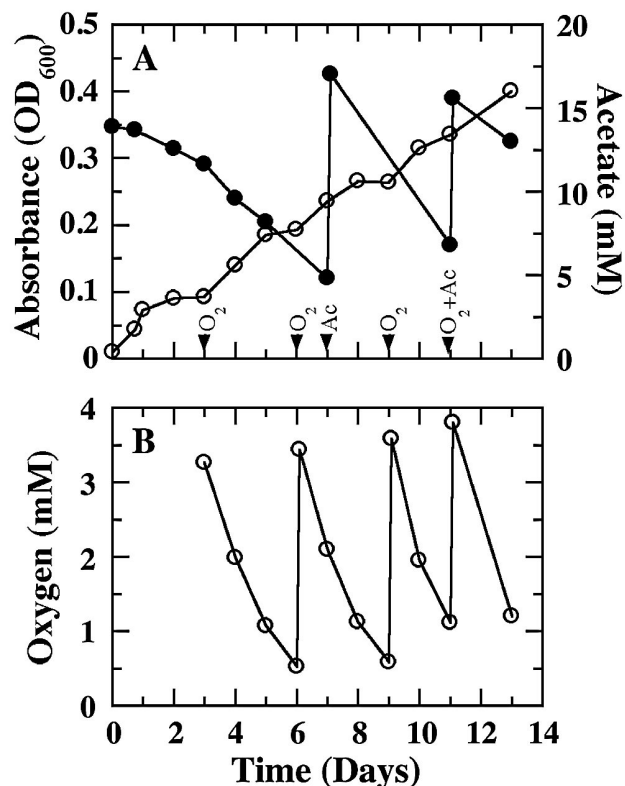 A
Absorbance (OD600)
0.5
0.4
0.3
0.2
0.1
0
20
15
10
5
0
Acetate (mM)
O2
O2
Ac
O2
O2+Ac
B
Oxygen (mM)
4
3
2
1
0
0 2 4 6 8 10 12 14
Time (Days)